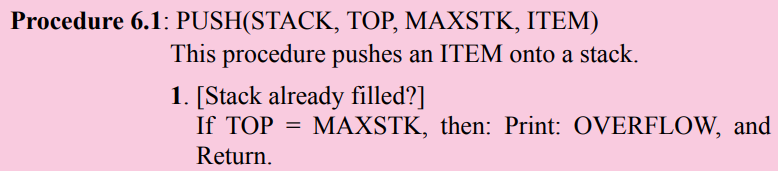 Procedure 6.1: PUSH(STACK, TOP, MAXSTK, ITEM)
This procedure pushes an ITEM onto a stack.
1. [Stack already filled?]
If TOP = MAXSTK, then: Print: OVERFLOW, and
Return.